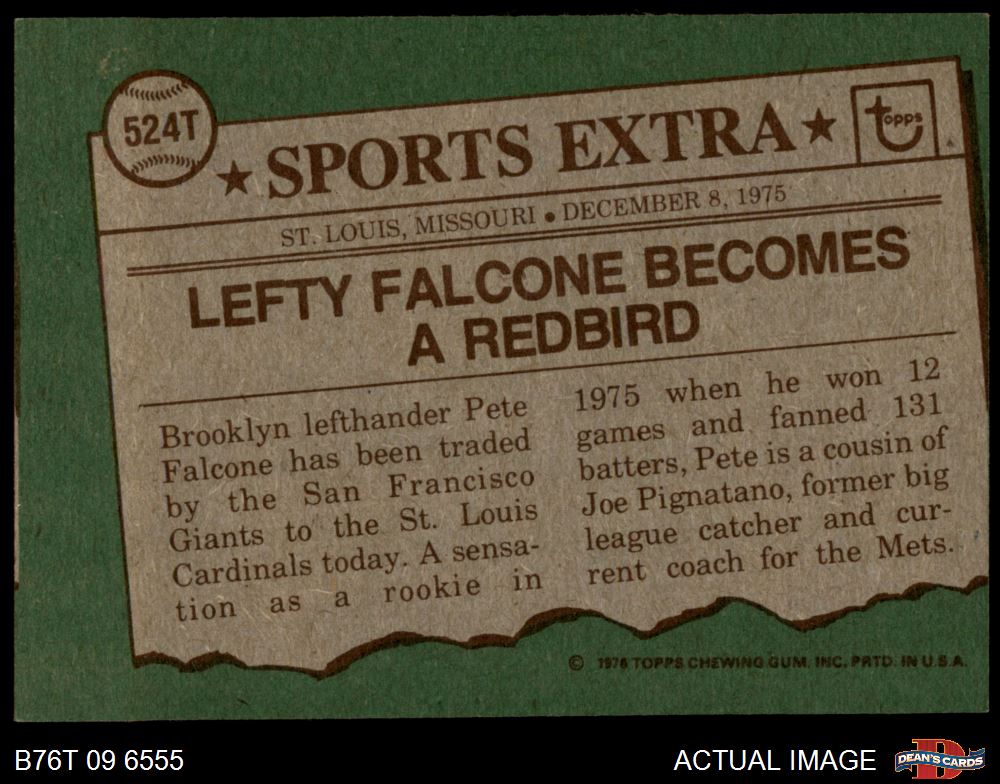 524T
★ SPORTS EXTRA ★
topps
ST. LOUIS, MISSOURI • DECEMBER 8, 1975
LEFTY FALCONE BECOMES
A REDBIRD
Brooklyn lefthander Pete
Falcone has been traded
by the San Francisco
Giants to the St. Louis
Cardinals today. A sensa-
tion as a rookie in
1975 when he won 12
games and fanned 131
batters, Pete is a cousin of
Joe Pignatano, former big
league catcher and cur-
rent coach for the Mets.
© 1976 TOPPS CHEWING GUM, INC. PRTD. IN U.S.A.
B76T 09 6555
ACTUAL IMAGE
DEAN'S CARDS